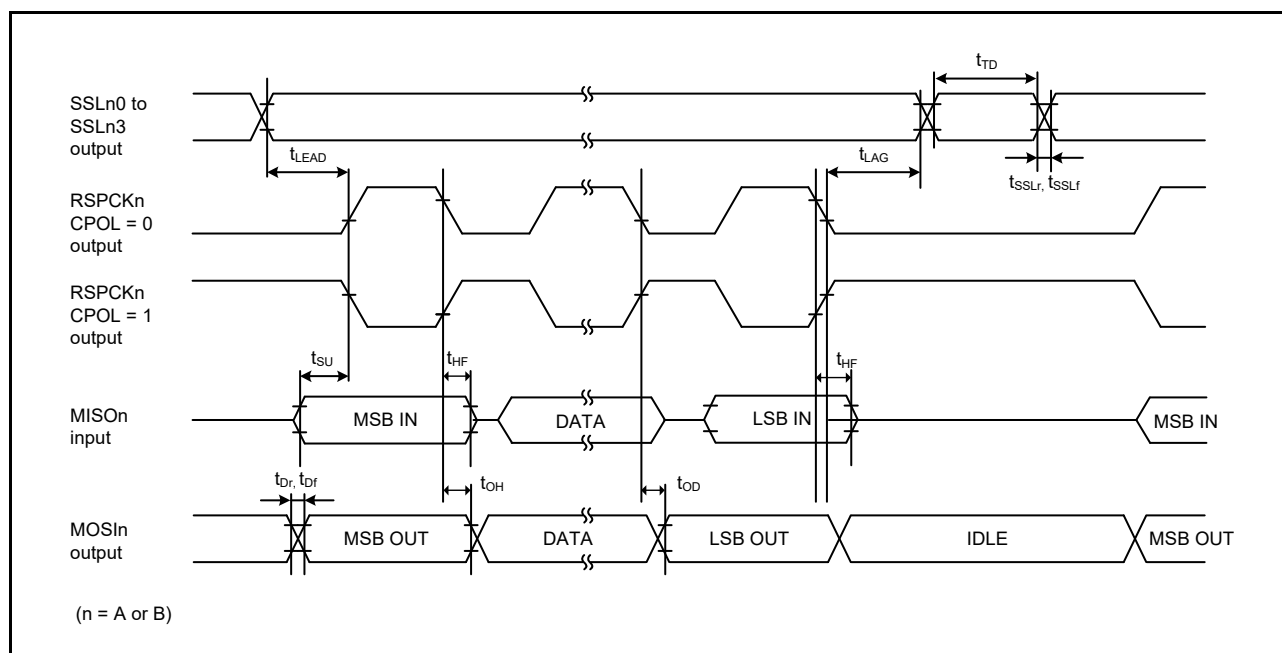 tTD
SSLn0 to
SSLn3
output
tLEAD
tLAG
tSSLr, tSSLf
RSPCKn
CPOL = 0
output
RSPCKn
CPOL = 1
output
tSU
tHF
tHF
MISOn
input
MSB IN
DATA
LSB IN
MSB IN
tDr, tDf
tOH
tOD
MOSIn
output
MSB OUT
DATA
LSB OUT
IDLE
MSB OUT
(n = A or B)